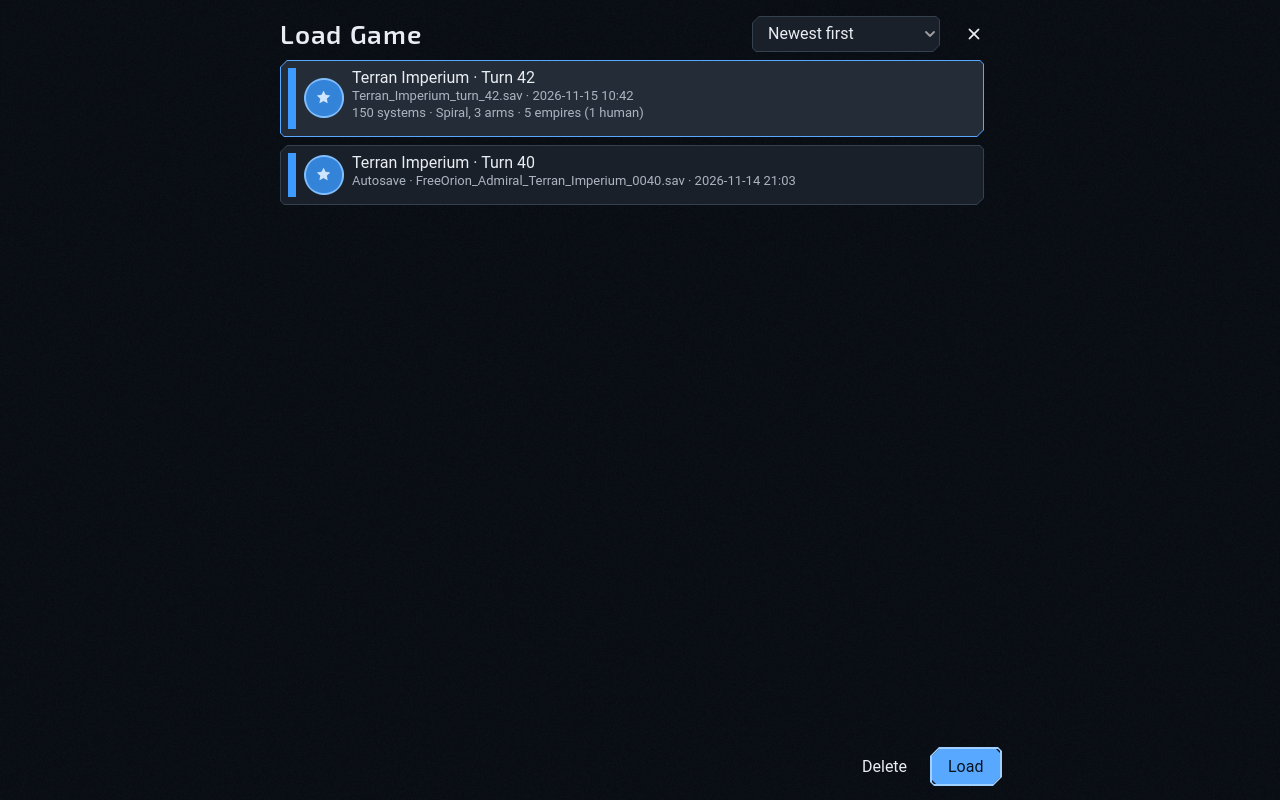 Load Game
Newest first
Terran Imperium · Turn 42
Terran_Imperium_turn_42.sav · 2026-11-15 10:42
150 systems · Spiral, 3 arms · 5 empires (1 human)
Terran Imperium · Turn 40
Autosave · FreeOrion_Admiral_Terran_Imperium_0040.sav · 2026-11-14 21:03
Delete
Load